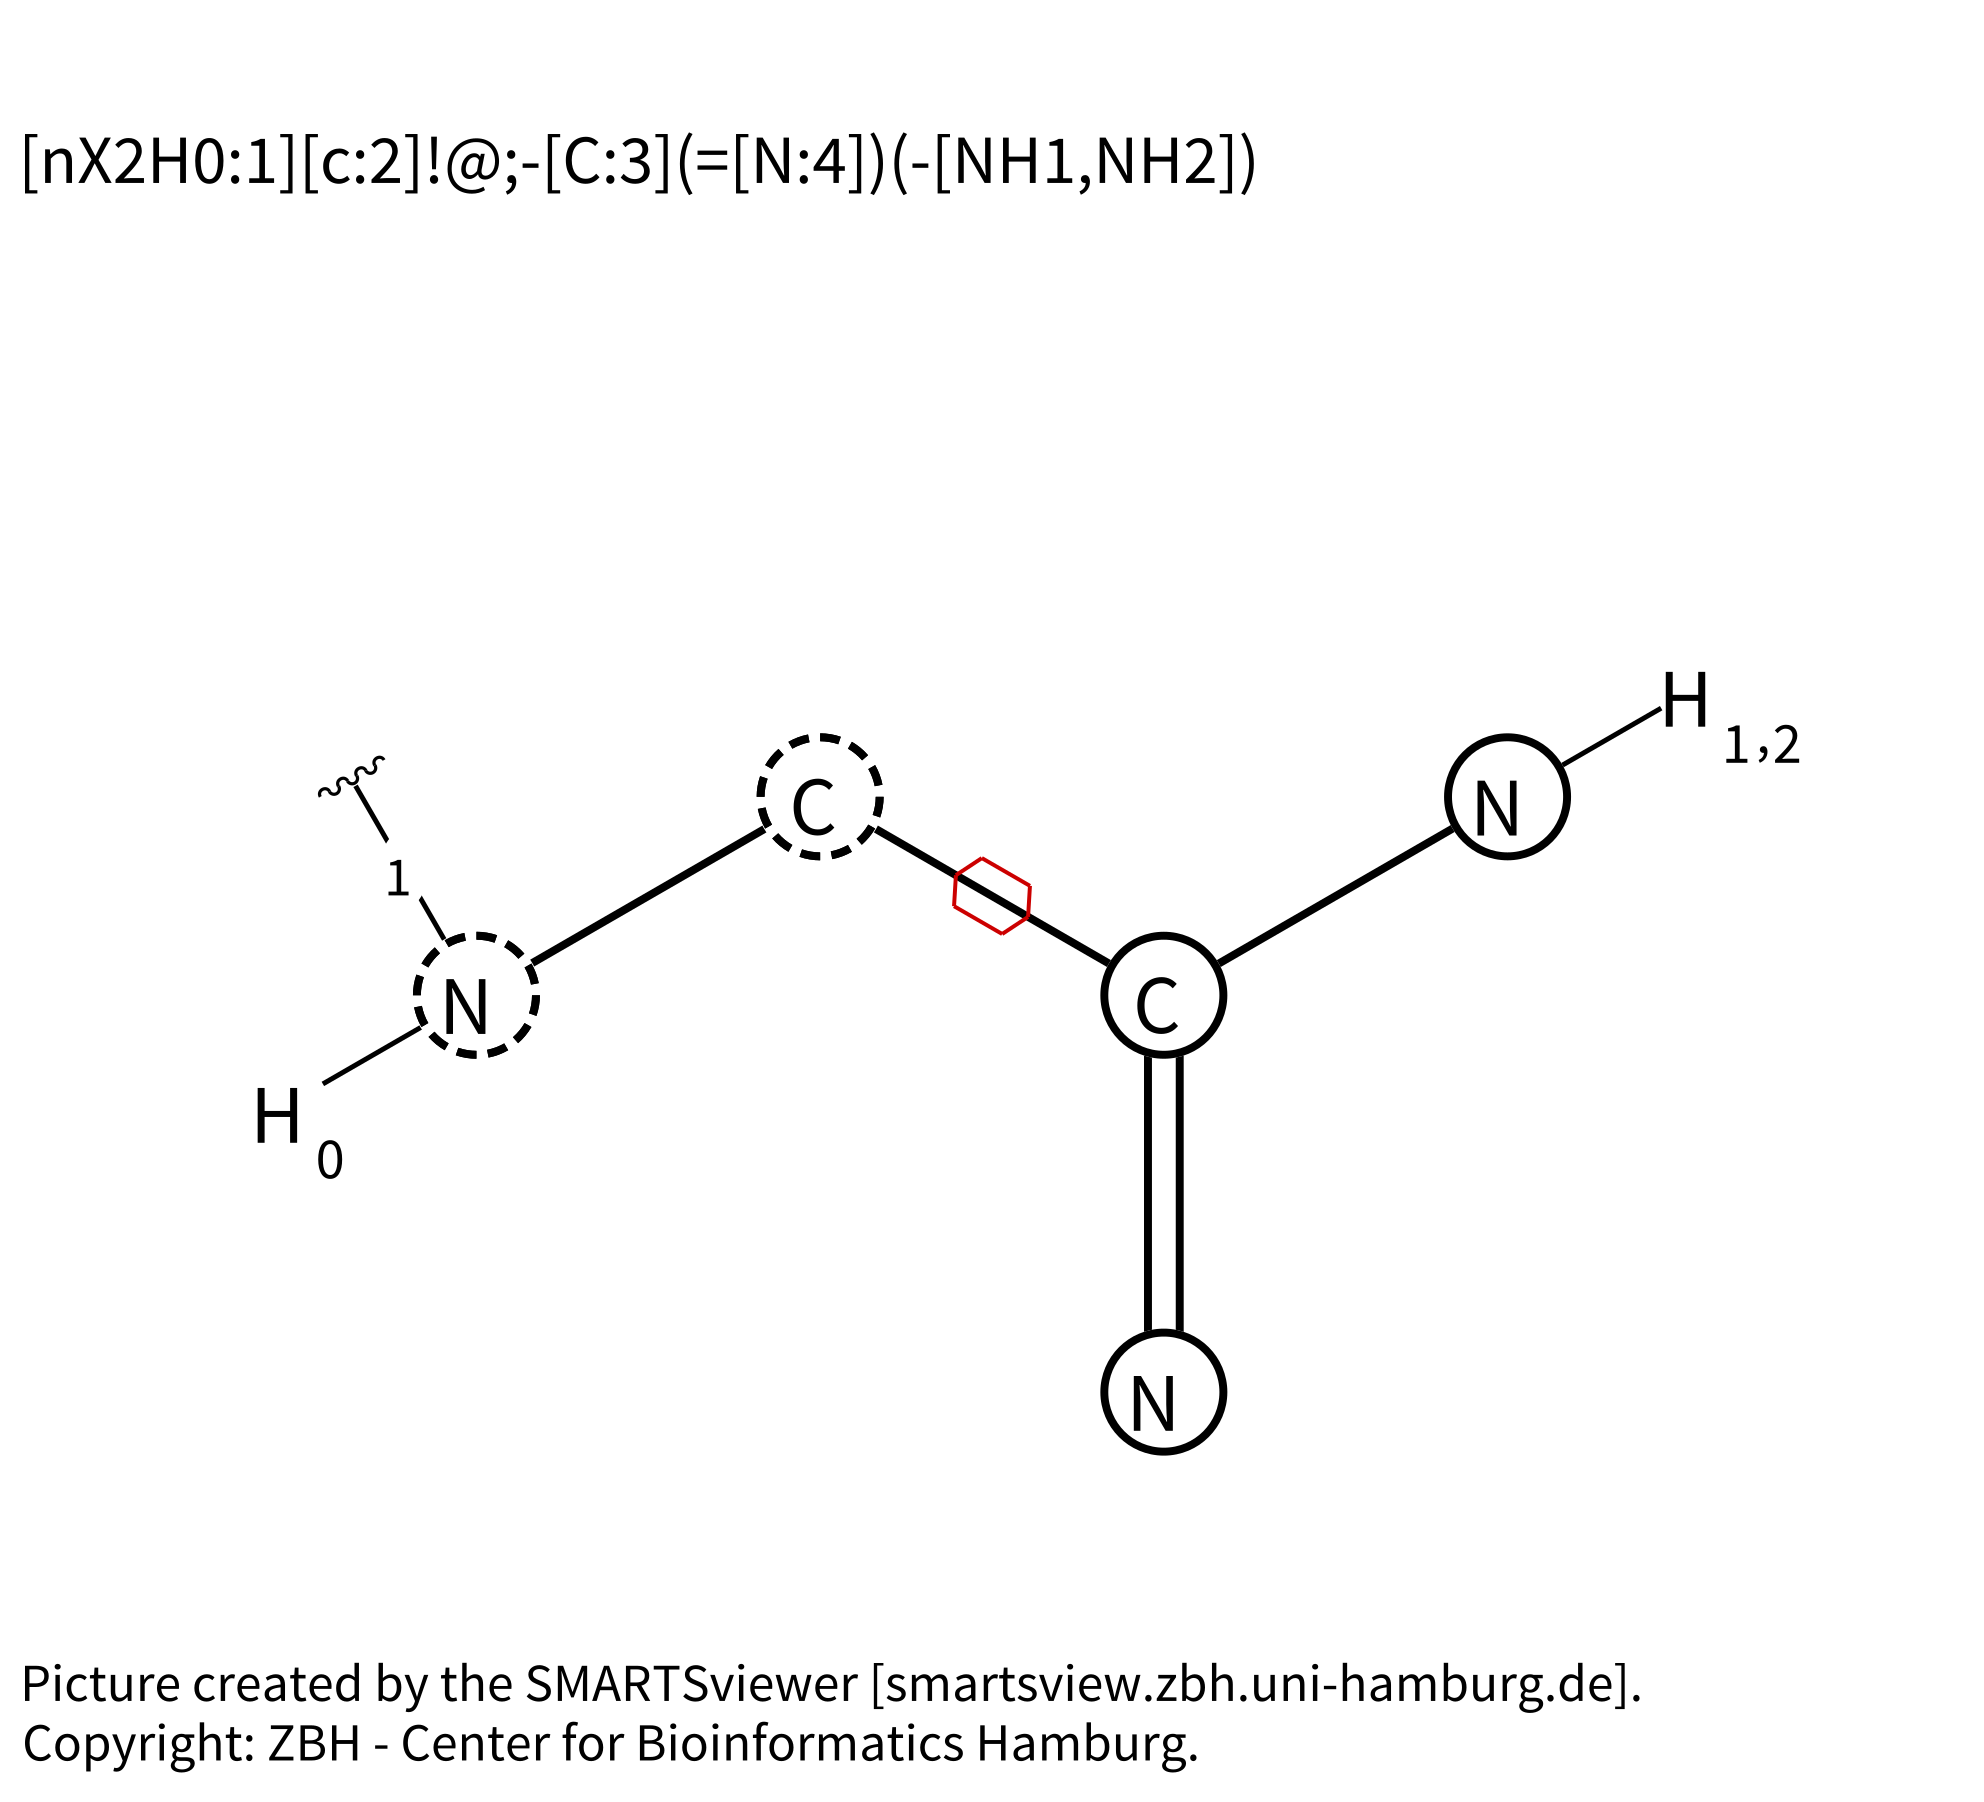 [nX2H0:1][c:2]!@;-[C:3](=[N:4])(-[NH1,NH2])
H 1,2
C
N
1
N
C
H 0
N
Picture created by the SMARTSviewer [smartsview.zbh.uni-hamburg.de].
Copyright: ZBH - Center for Bioinformatics Hamburg.